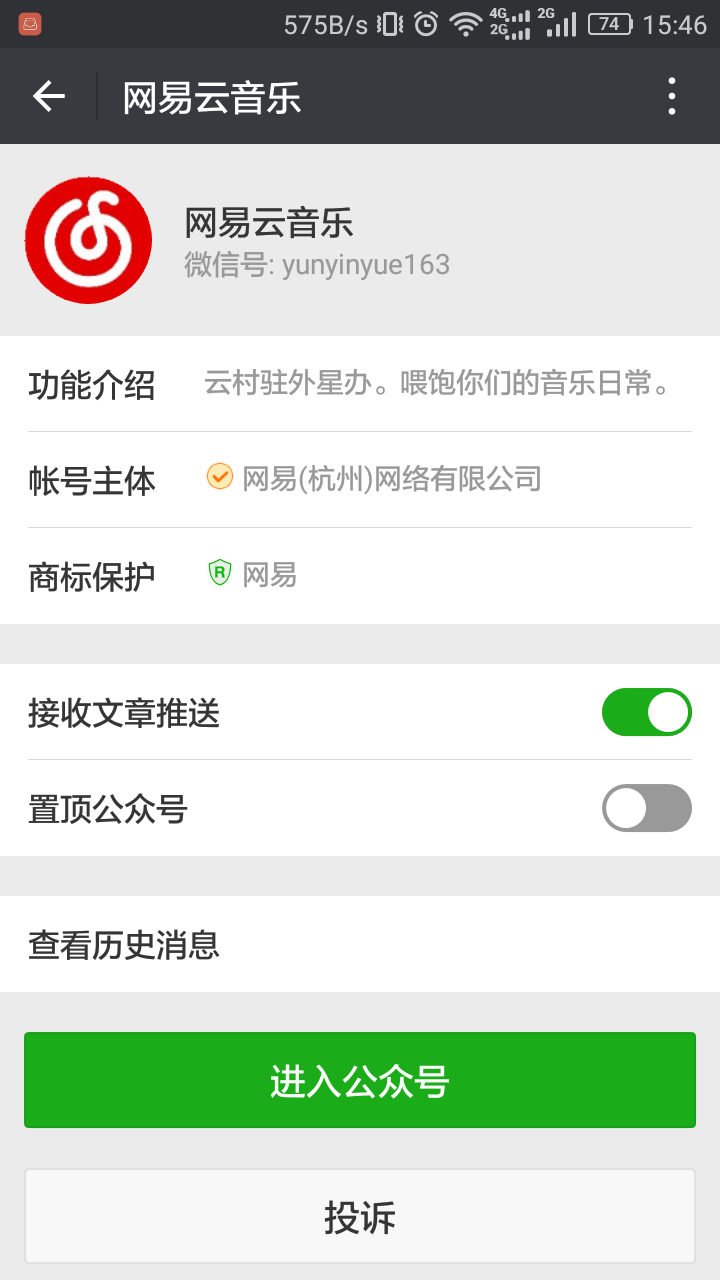 575B/s 4G 2G 2G 74 15:46
网易云音乐
网易云音乐
微信号: yunyinyue163
功能介绍 云村驻外星办。喂饱你们的音乐日常。
帐号主体 网易(杭州)网络有限公司
商标保护 R 网易
接收文章推送
置顶公众号
查看历史消息
进入公众号
投诉